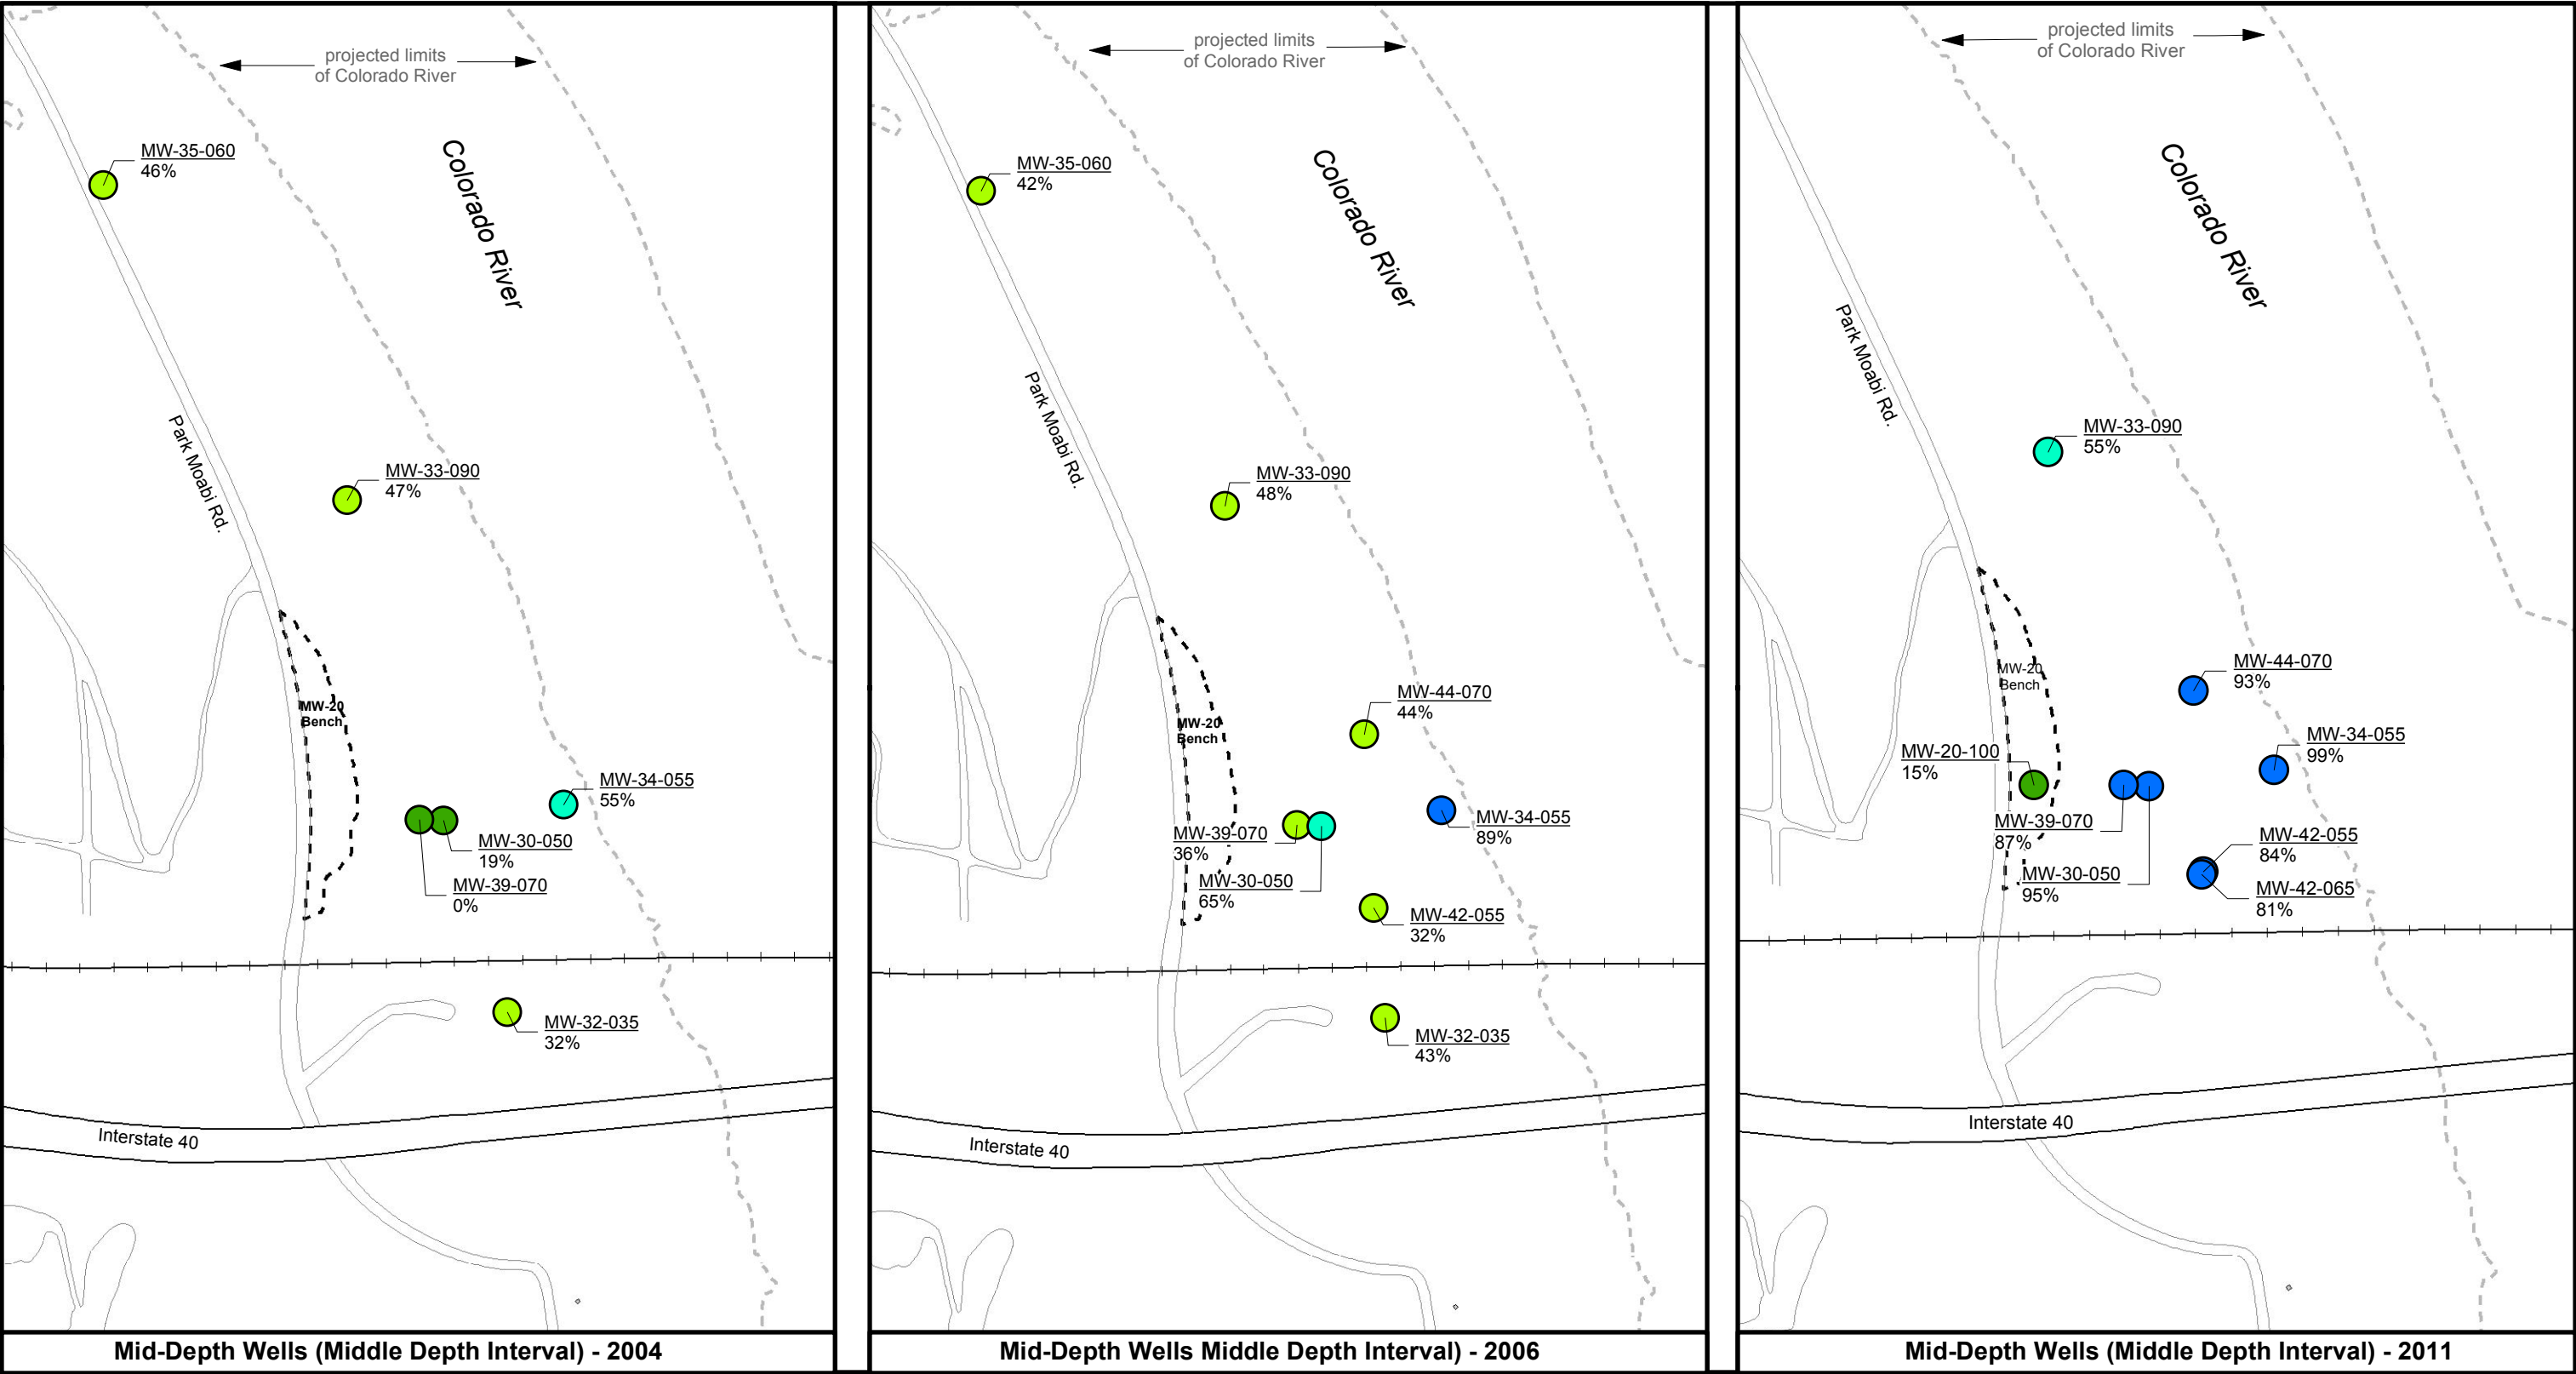 projected limits
of Colorado River
Colorado River
MW-35-060
46%
Park Moabi Rd.
MW-33-090
47%
MW-20
Bench
MW-34-055
55%
MW-30-050
19%
MW-39-070
0%
MW-32-035
32%
Interstate 40
Mid-Depth Wells (Middle Depth Interval) - 2004
projected limits
of Colorado River
Colorado River
MW-35-060
42%
Park Moabi Rd.
MW-33-090
48%
MW-44-070
44%
MW-20
Bench
MW-34-055
89%
MW-39-070
36%
MW-30-050
65%
MW-42-055
32%
MW-32-035
43%
Interstate 40
Mid-Depth Wells Middle Depth Interval) - 2006
projected limits
of Colorado River
Colorado River
Park Moabi Rd.
MW-33-090
55%
MW-20
Bench
MW-44-070
93%
MW-34-055
99%
MW-20-100
15%
MW-39-070
87%
MW-42-055
84%
MW-30-050
95%
MW-42-065
81%
Interstate 40
Mid-Depth Wells (Middle Depth Interval) - 2011